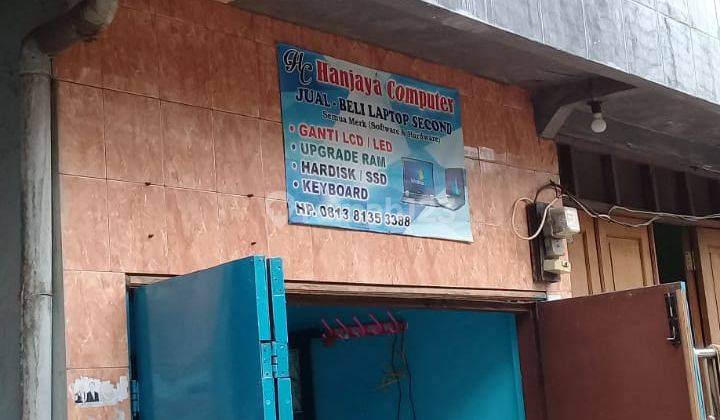 HC Hanjaya Computer
JUAL - BELI LAPTOP SECOND
Semua Merk (Software & Hardware)
• GANTI LCD / LED
• UPGRADE RAM
• HARDISK / SSD
• KEYBOARD
HP. 0813 8135 3388